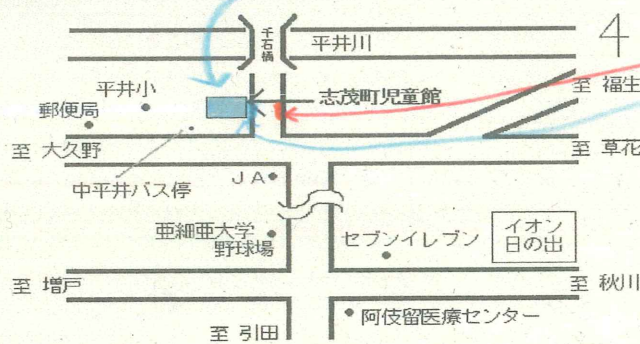 千石橋
平井川
4
至 福生
平井小
志茂町児童館
郵便局
至 大久野
至 草花
中平井バス停
JA
亜細亜大学
野球場
セブンイレブン
イオン
日の出
至 増戸
至 秋川
阿伎留医療センター
至 引田